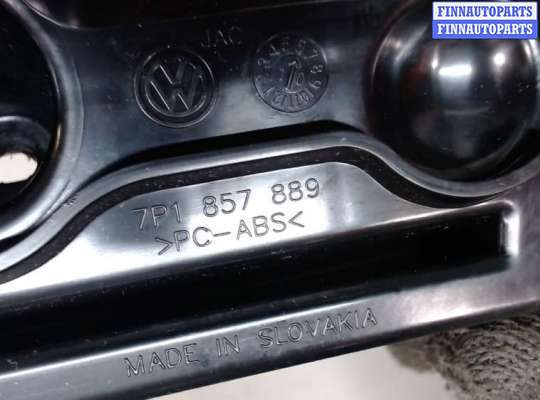 FINNAUTOPARTS
FINNAUTOPARTS
JAC
7P1 857 889
>PC-ABS<
MADE IN SLOVAKIA